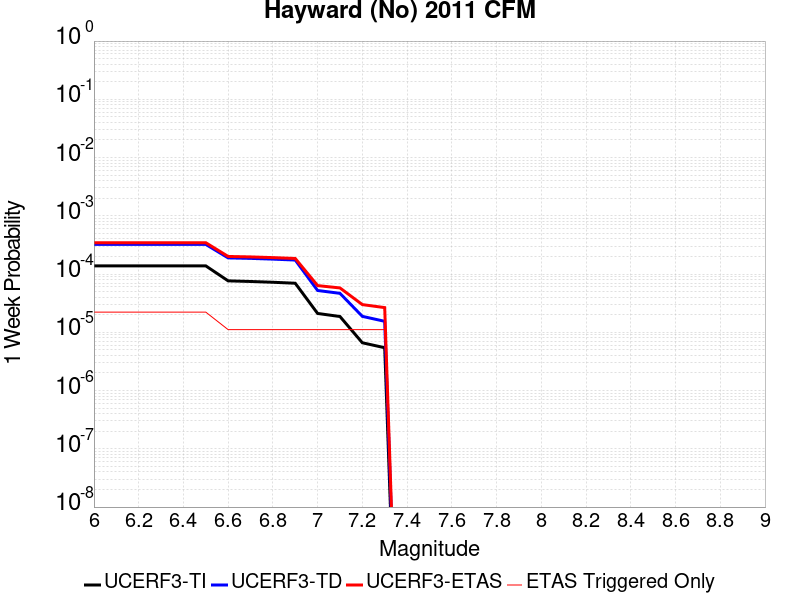 Hayward (No) 2011 CFM
10^0
10^-1
10^-2
10^-3
10^-4
10^-5
10^-6
10^-7
10^-8
1 Week Probability
6 6.2 6.4 6.6 6.8 7 7.2 7.4 7.6 7.8 8 8.2 8.4 8.6 8.8 9
Magnitude
UCERF3-TI UCERF3-TD UCERF3-ETAS ETAS Triggered Only